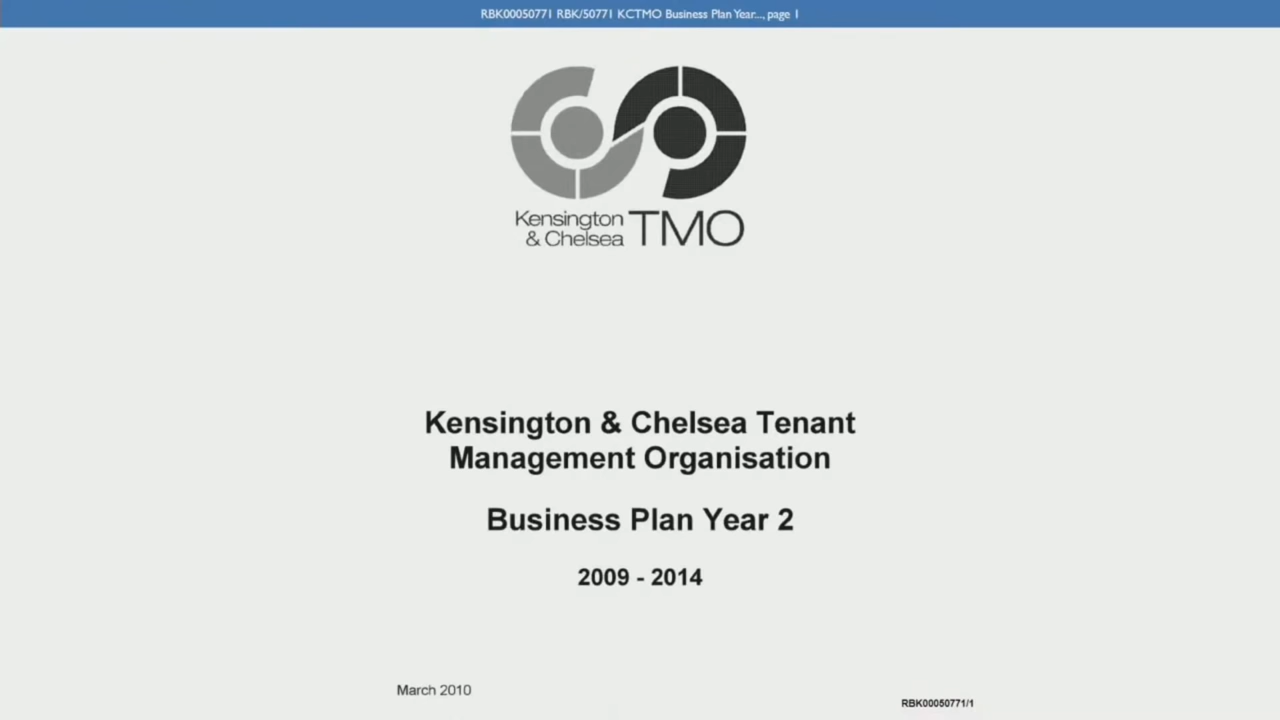 RBK00050771 RBK/50771 KCTMO Business Plan Year..., page 1
Kensington
& Chelsea TMO
Kensington & Chelsea Tenant
Management Organisation
Business Plan Year 2
2009 - 2014
March 2010
RBK00050771/1